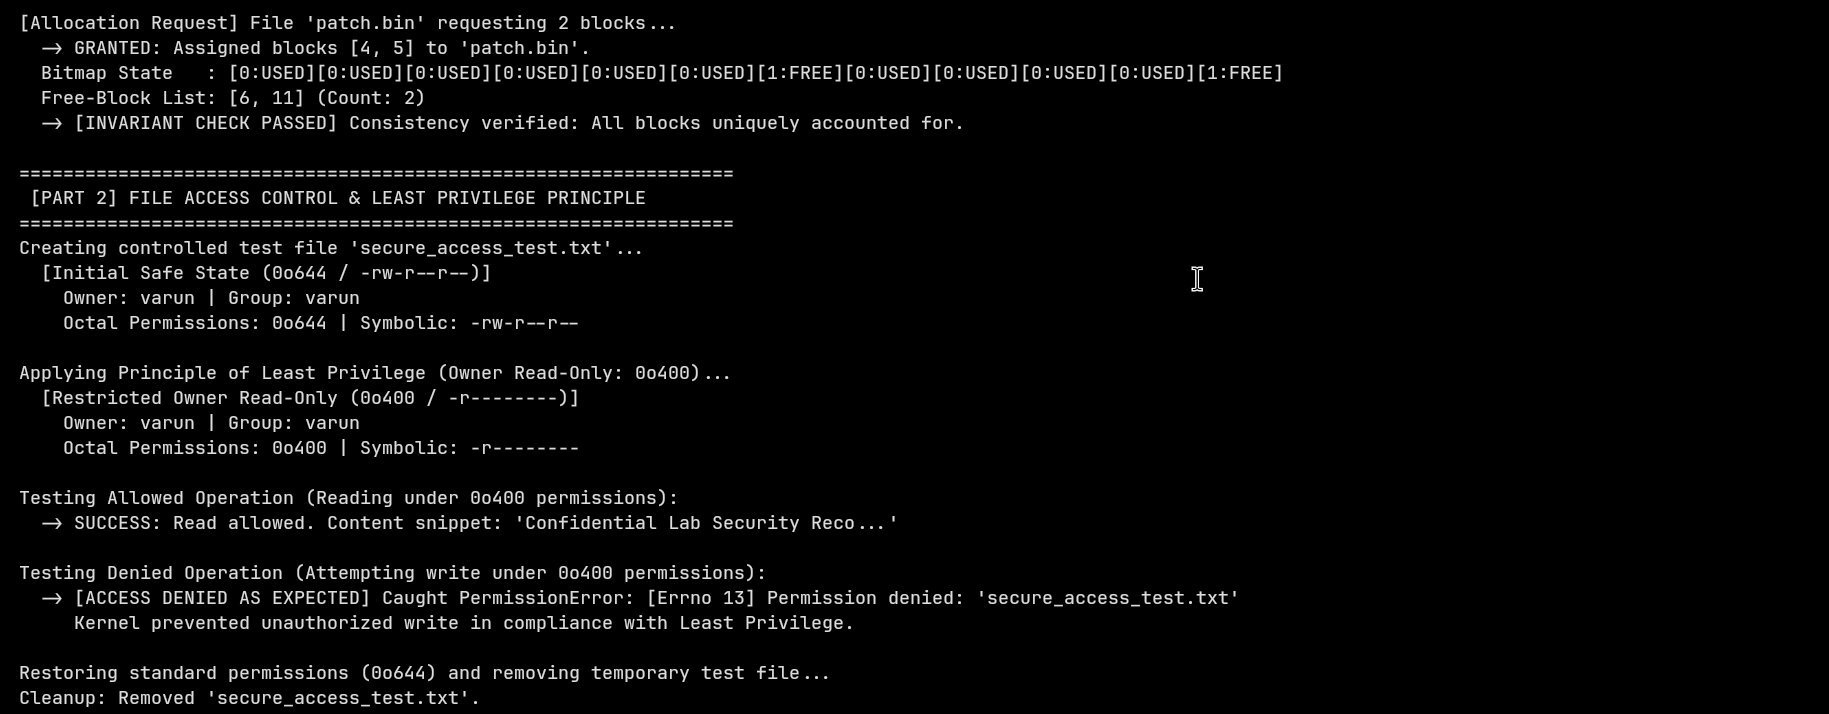 [Allocation Request] File 'patch.bin' requesting 2 blocks...
  -> GRANTED: Assigned blocks [4, 5] to 'patch.bin'.
  Bitmap State   : [0:USED][0:USED][0:USED][0:USED][0:USED][0:USED][1:FREE][0:USED][0:USED][0:USED][0:USED][1:FREE]
  Free-Block List: [6, 11] (Count: 2)
  -> [INVARIANT CHECK PASSED] Consistency verified: All blocks uniquely accounted for.

=================================================================
 [PART 2] FILE ACCESS CONTROL & LEAST PRIVILEGE PRINCIPLE
=================================================================
Creating controlled test file 'secure_access_test.txt'...
  [Initial Safe State (0o644 / -rw-r--r--)]
    Owner: varun | Group: varun
    Octal Permissions: 0o644 | Symbolic: -rw-r--r--

Applying Principle of Least Privilege (Owner Read-Only: 0o400)...
  [Restricted Owner Read-Only (0o400 / -r--------)]
    Owner: varun | Group: varun
    Octal Permissions: 0o400 | Symbolic: -r--------

Testing Allowed Operation (Reading under 0o400 permissions):
  -> SUCCESS: Read allowed. Content snippet: 'Confidential Lab Security Reco...'

Testing Denied Operation (Attempting write under 0o400 permissions):
  -> [ACCESS DENIED AS EXPECTED] Caught PermissionError: [Errno 13] Permission denied: 'secure_access_test.txt'
     Kernel prevented unauthorized write in compliance with Least Privilege.

Restoring standard permissions (0o644) and removing temporary test file...
Cleanup: Removed 'secure_access_test.txt'.